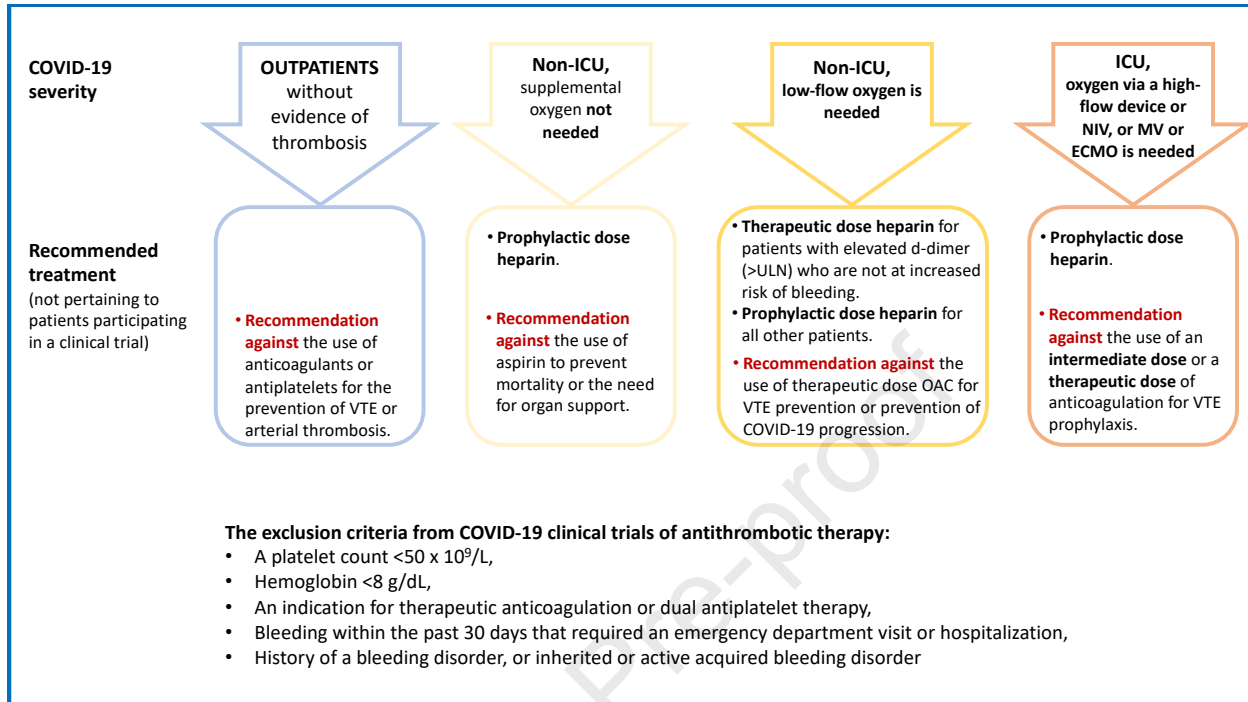 COVID-19
severity
OUTPATIENTS
without
evidence of
thrombosis
Non-ICU,
supplemental
oxygen not
needed
Non-ICU,
low-flow oxygen is
needed
ICU,
oxygen via a high-
flow device or
NIV, or MV or
ECMO is needed
Recommended
treatment
(not pertaining to
patients participating
in a clinical trial)
• Recommendation
against the use of
anticoagulants or
antiplatelets for the
prevention of VTE or
arterial thrombosis.
• Prophylactic dose
heparin.
• Recommendation
against the use of
aspirin to prevent
mortality or the need
for organ support.
• Therapeutic dose heparin for
patients with elevated d-dimer
(>ULN) who are not at increased
risk of bleeding.
• Prophylactic dose heparin for
all other patients.
• Recommendation against the
use of therapeutic dose OAC for
VTE prevention or prevention of
COVID-19 progression.
• Prophylactic dose
heparin.
• Recommendation
against the use of an
intermediate dose or a
therapeutic dose of
anticoagulation for VTE
prophylaxis.
The exclusion criteria from COVID-19 clinical trials of antithrombotic therapy:
• A platelet count <50 x 10⁹/L,
• Hemoglobin <8 g/dL,
• An indication for therapeutic anticoagulation or dual antiplatelet therapy,
• Bleeding within the past 30 days that required an emergency department visit or hospitalization,
• History of a bleeding disorder, or inherited or active acquired bleeding disorder
Pre-proof